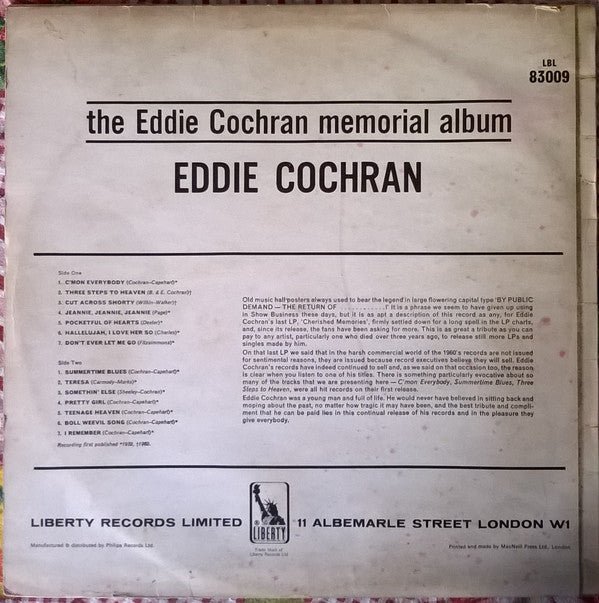 LBL
83009
the Eddie Cochran memorial album
EDDIE COCHRAN
Side One
1. C'MON EVERYBODY (Cochran-Capehart)*
2. THREE STEPS TO HEAVEN (B. & E. Cochran)†
3. CUT ACROSS SHORTY (Wilkin-Walker)†
4. JEANNIE, JEANNIE, JEANNIE (Page)*
5. POCKETFUL OF HEARTS (Dexter)*
6. HALLELUJAH, I LOVE HER SO (Charles)*
7. DON'T EVER LET ME GO (Fitzsimmons)*
Side Two
1. SUMMERTIME BLUES (Cochran-Capehart)*
2. TERESA (Carmody-Marks)*
3. SOMETHIN' ELSE (Sheeley-Cochran)*
4. PRETTY GIRL (Cochran-Capehart)*
5. TEENAGE HEAVEN (Cochran-Capehart)*
6. BOLL WEEVIL SONG (Cochran-Capehart)*
7. I REMEMBER (Cochran-Capehart)*
Recording first published *1959, †1960.
Old music hall posters always used to bear the legend in large flowering capital type 'BY PUBLIC
DEMAND—THE RETURN OF ..........!' It is a phrase we seem to have given up using
in Show Business these days, but it is as apt a description of this record as any, for Eddie
Cochran's last LP, 'Cherished Memories', firmly settled down for a long spell in the LP charts,
and, since its release, the fans have been asking for more. This is as great a tribute as you can
pay to any artist, particularly one who died over three years ago, to release still more LPs and
singles made by him.
On that last LP we said that in the harsh commercial world of the 1960's records are not issued
for sentimental reasons, they are issued because record executives believe they will sell. Eddie
Cochran's records have indeed continued to sell and, as we said on that occasion too, the reason
is clear when you listen to one of his titles. There is something particularly evocative about so
many of the tracks that we are presenting here — C'mon Everybody, Summertime Blues, Three
Steps to Heaven, were all hit records on their first release.
Eddie Cochran was a young man and full of life. He would never have believed in sitting back and
moping about the past, no matter how tragic it may have been, and the best tribute and compli-
ment that he can be paid lies in this continual release of his records and in the pleasure they
give everybody.
LIBERTY RECORDS LIMITED
LIBERTY
11 ALBEMARLE STREET LONDON W1
Manufactured & distributed by Philips Records Ltd.
Trade Mark of
Liberty Records Inc.
Printed and made by MacNeill Press Ltd., London